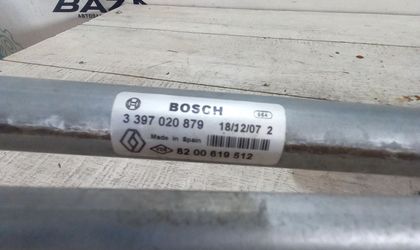 BOSCH
3 397 020 879 18/12/07 2
Made in Spain
82 00 619 512